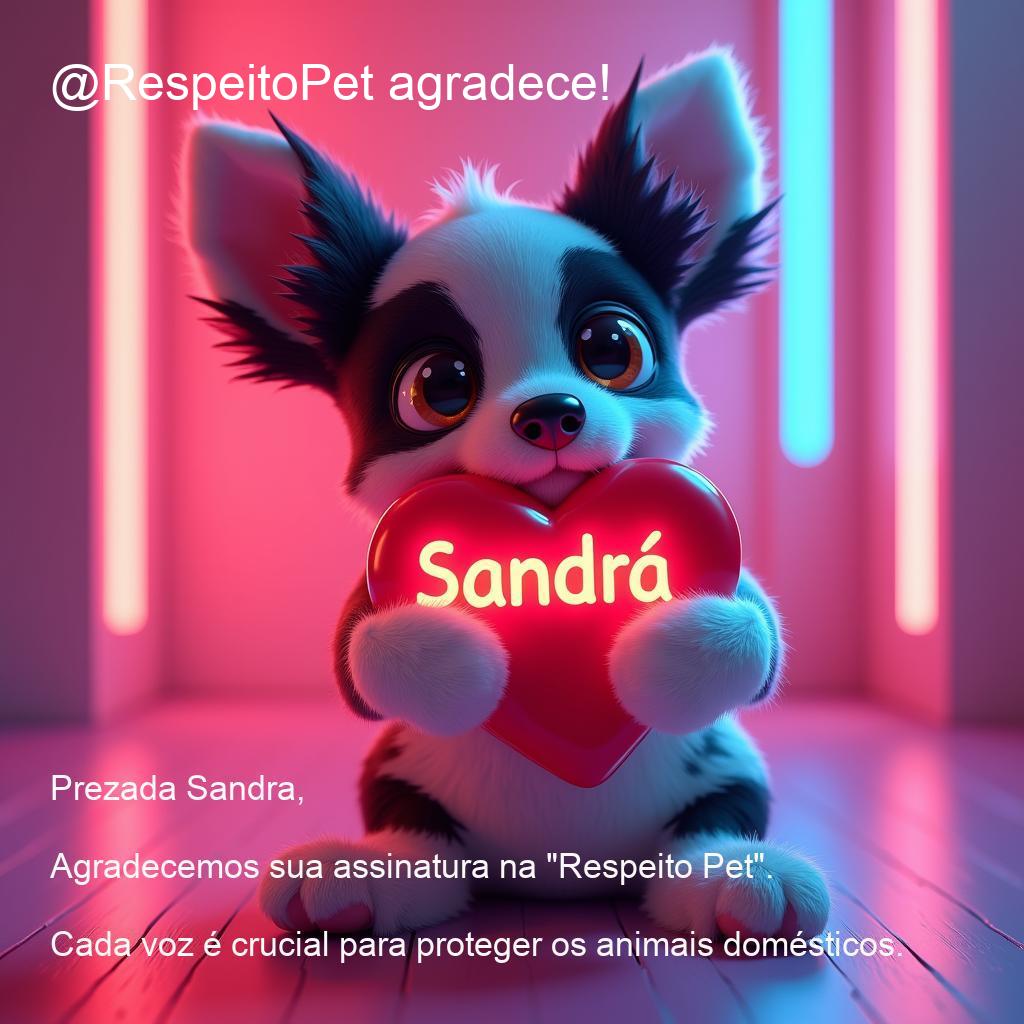 @RespeitoPet agradece!
Sandrá
Prezada Sandra,
Agradecemos sua assinatura na "Respeito Pet".
Cada voz é crucial para proteger os animais domésticos.